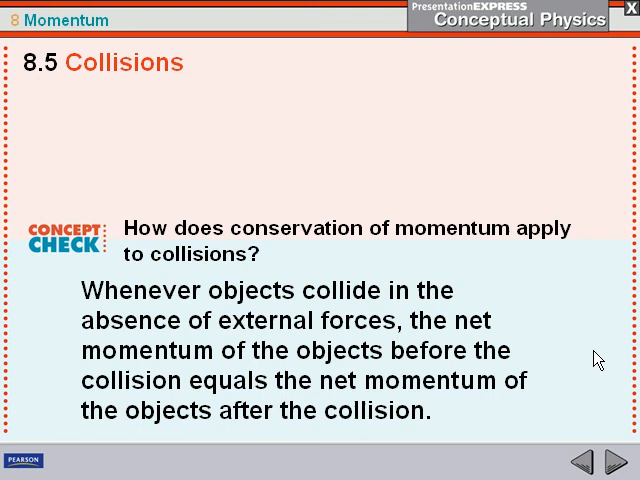 8 Momentum
PresentationEXPRESS
Conceptual Physics
X
8.5 Collisions
CONCEPT
CHECK
How does conservation of momentum apply
to collisions?
Whenever objects collide in the
absence of external forces, the net
momentum of the objects before the
collision equals the net momentum of
the objects after the collision.
PEARSON